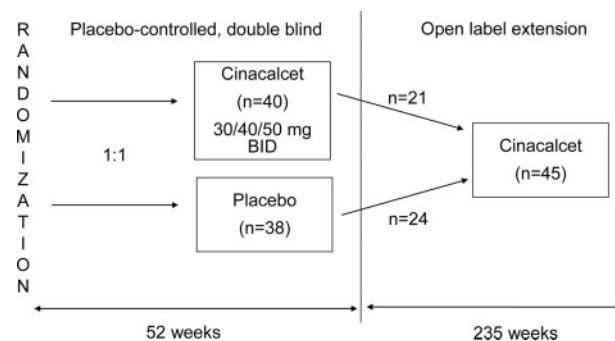 RANDOMIZATION
Placebo-controlled, double blind
Open label extension
Cinacalcet
(n=40)
30/40/50 mg
BID
1:1
Placebo
(n=38)
n=21
n=24
Cinacalcet
(n=45)
52 weeks
235 weeks